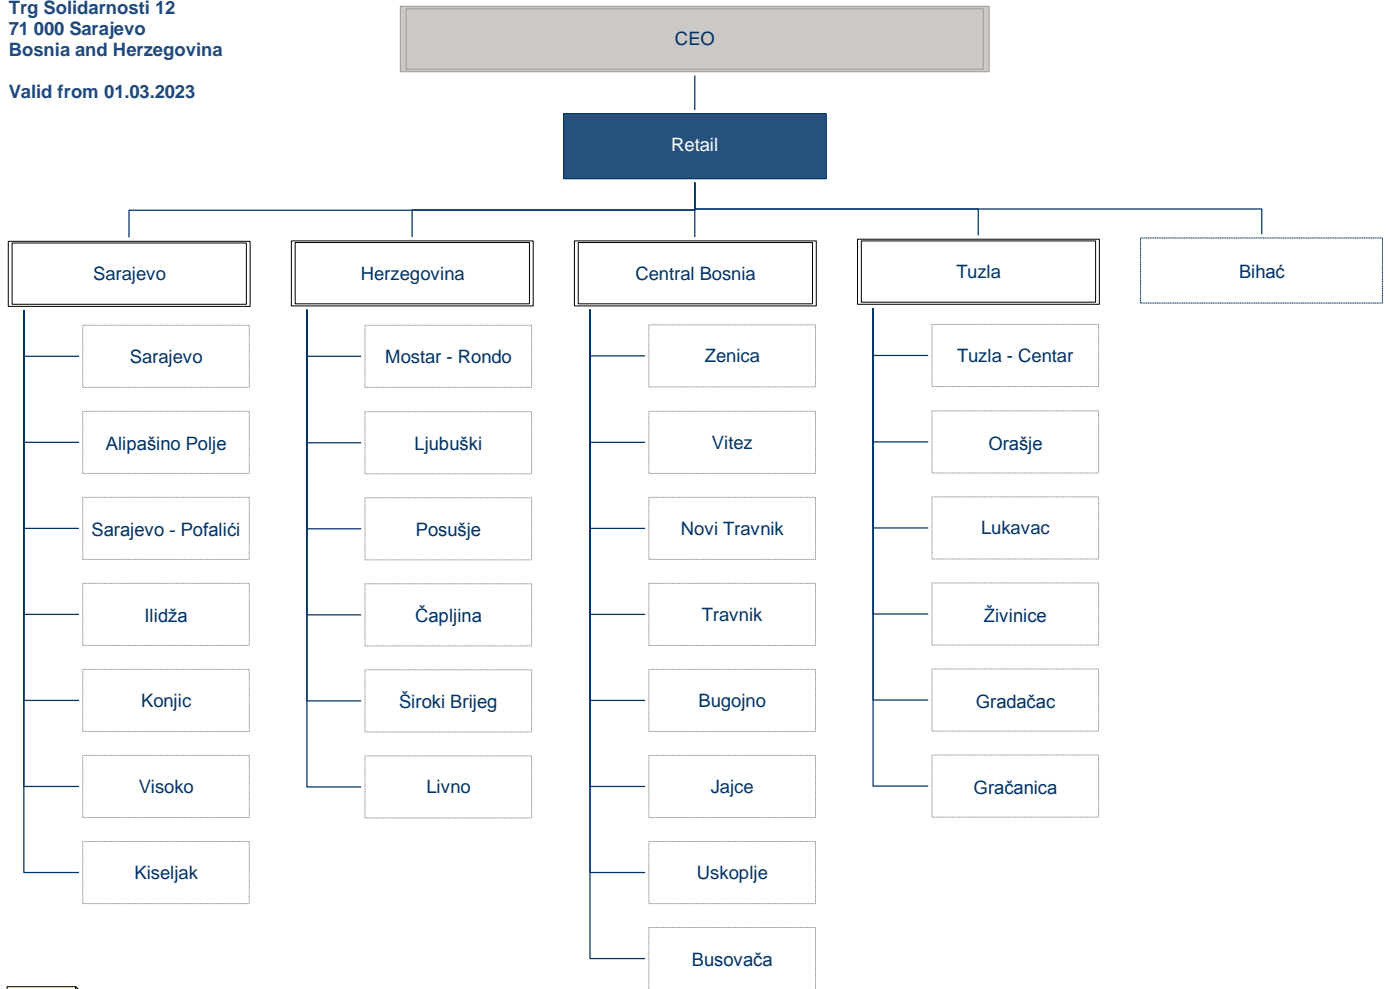 Trg Solidarnosti 12
71 000 Sarajevo
Bosnia and Herzegovina
Valid from 01.03.2023
CEO
Retail
Sarajevo
Herzegovina
Central Bosnia
Tuzla
Bihać
Sarajevo
Alipašino Polje
Sarajevo - Pofalići
Ilidža
Konjic
Visoko
Kiseljak
Mostar - Rondo
Ljubuški
Posušje
Čapljina
Široki Brijeg
Livno
Zenica
Vitez
Novi Travnik
Travnik
Bugojno
Jajce
Uskoplje
Busovača
Tuzla - Centar
Orašje
Lukavac
Živinice
Gradačac
Gračanica